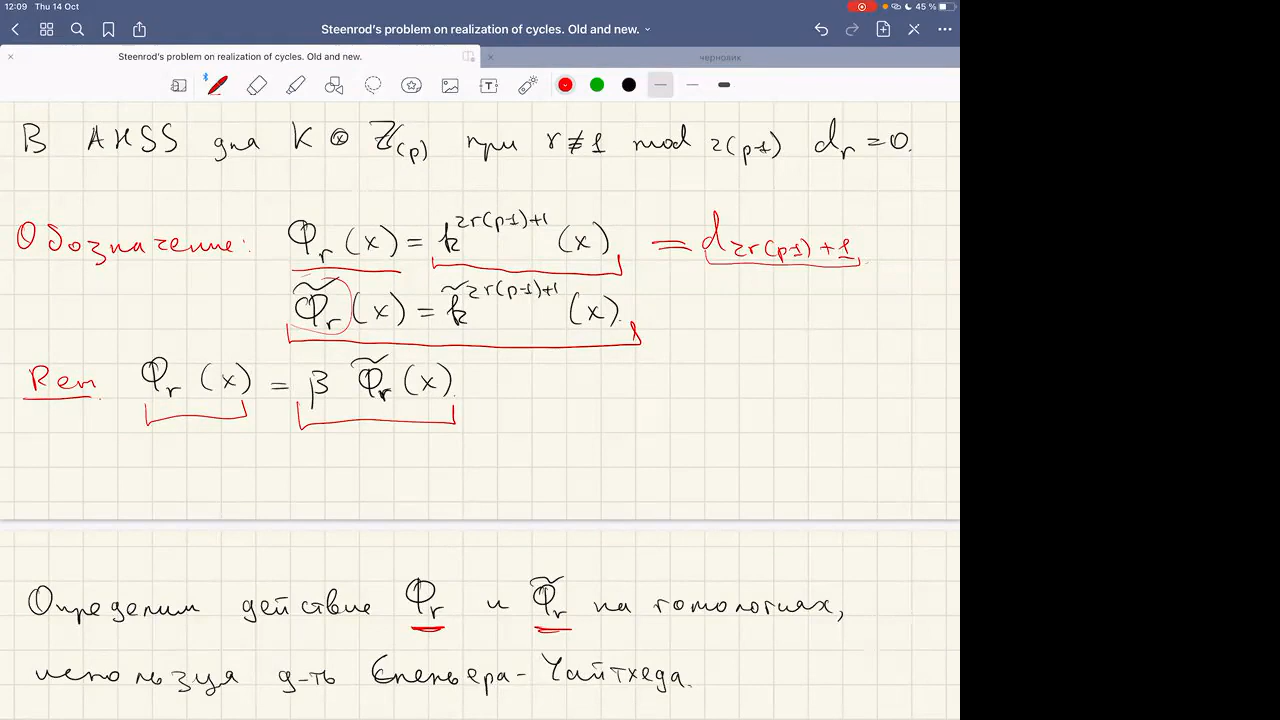 12:09 Thu 14 Oct 45 %
Steenrod's problem on realization of cycles. Old and new.
Steenrod's problem on realization of cycles. Old and new. черновик
В AHSS для K ⊗ ℤ₍ₚ₎ при r ≢ 1 mod 2(p-1) d_r = 0.
Обозначение: Φ_r (x) = k^{2r(p-1)+1} (x) = d_{2r(p-1)+1}
Φ̃_r (x) = k̃^{2r(p-1)+1} (x).
Rem. Φ_r (x) = β Φ̃_r (x).
Определим действие Φ_r и Φ̃_r на гомологиях,
используя д-ть Спеньера-Уайтхеда.